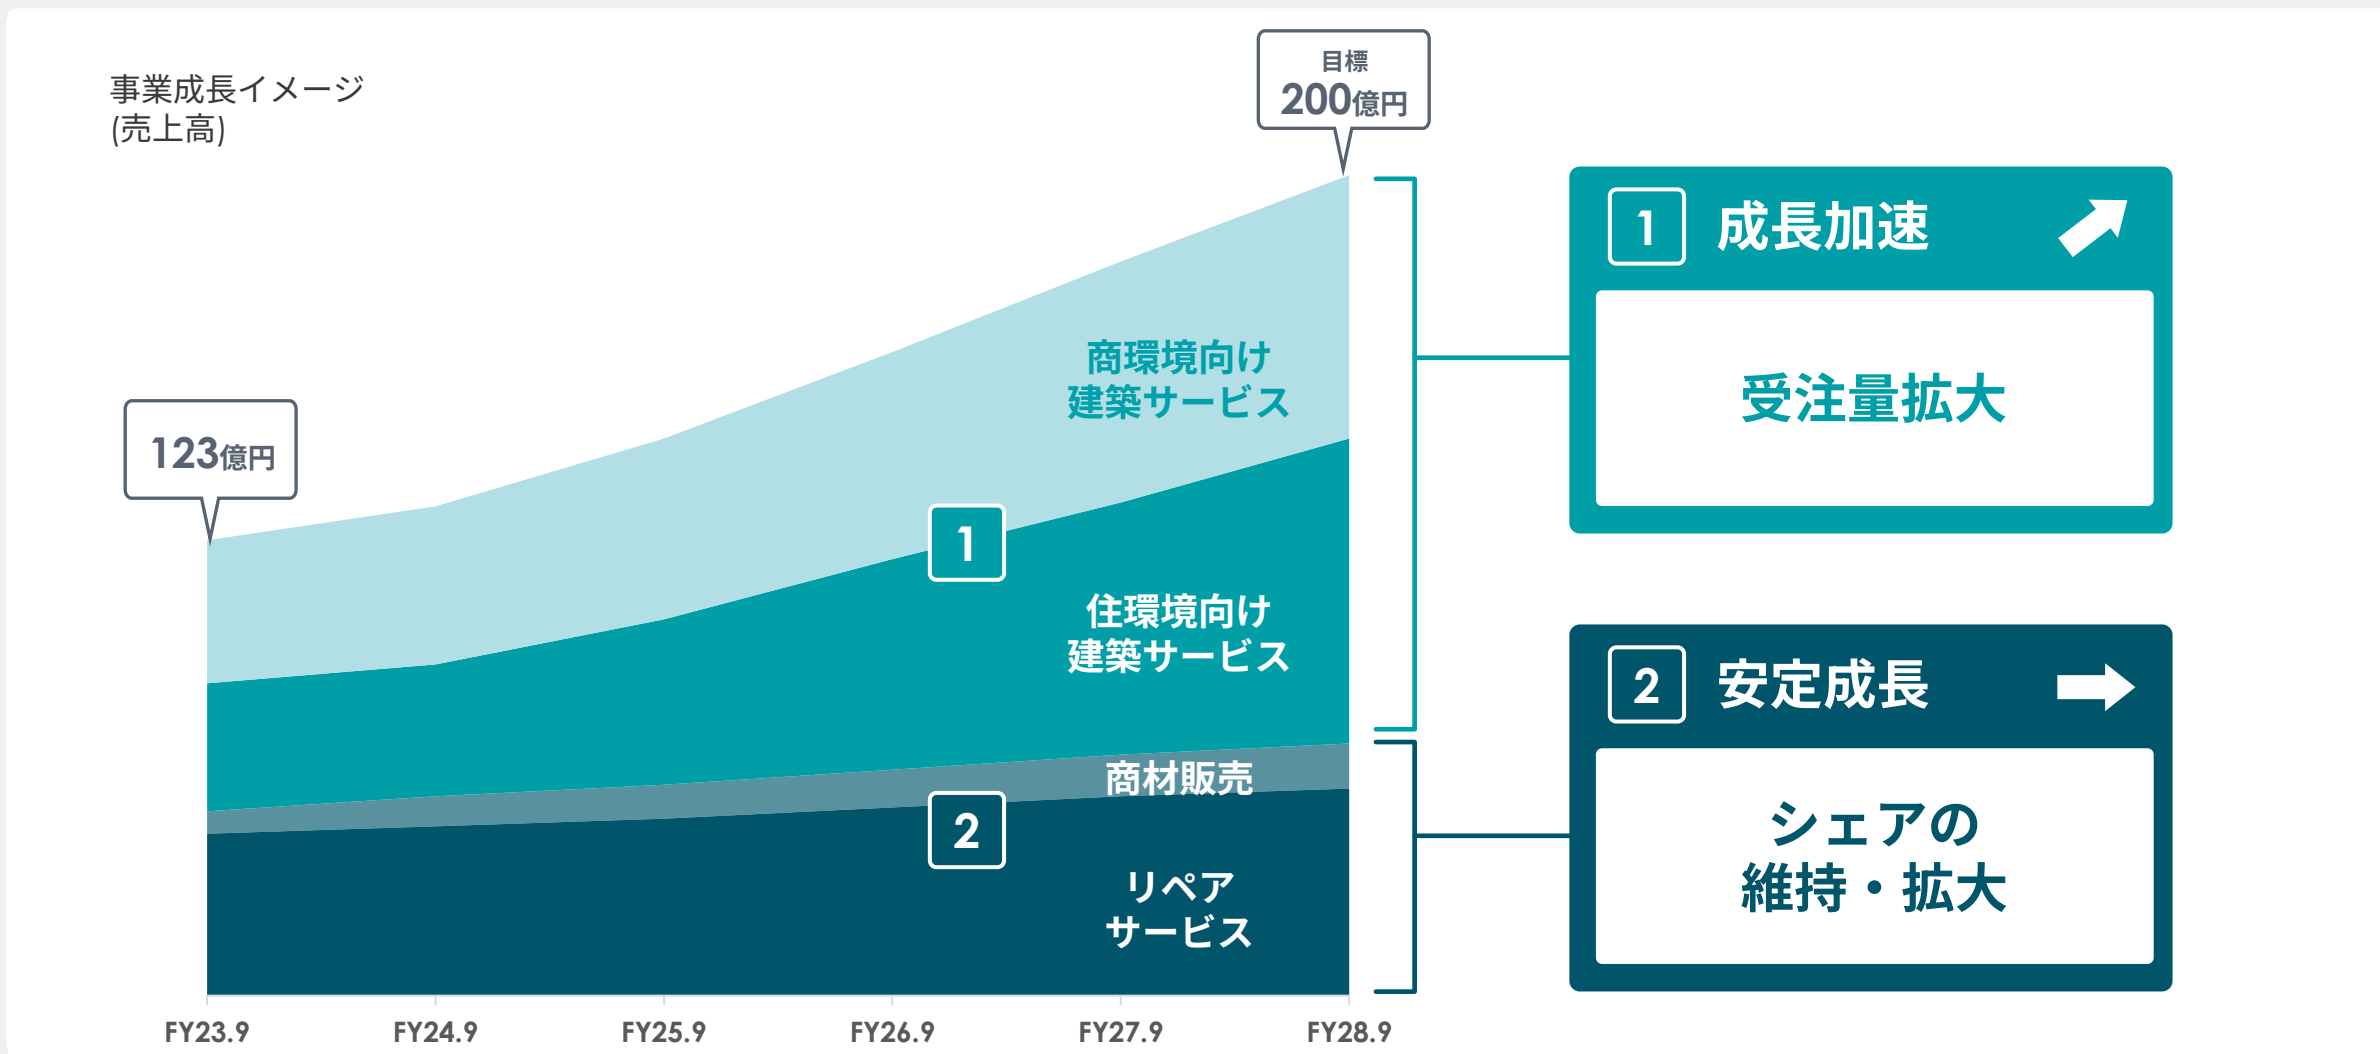 事業成長イメージ
(売上高)
目標
200億円
123億円
商環境向け
建築サービス
1
住環境向け
建築サービス
商材販売
2
リペア
サービス
FY23.9
FY24.9
FY25.9
FY26.9
FY27.9
FY28.9
1 成長加速
受注量拡大
2 安定成長
シェアの
維持・拡大